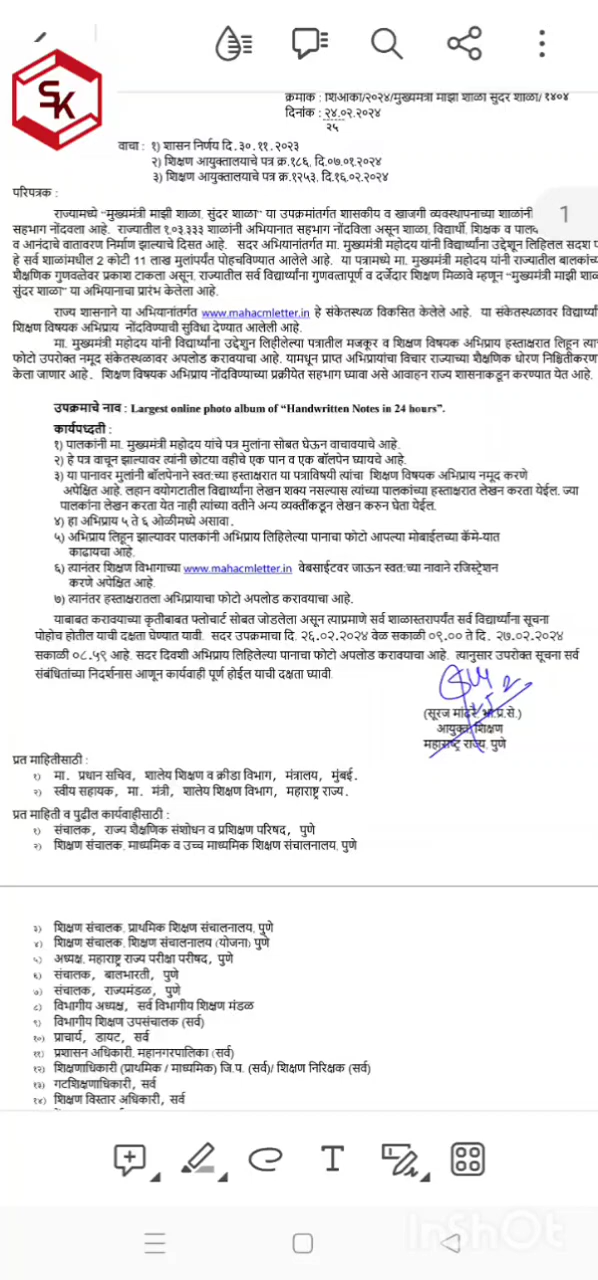 SK
क्रमांक : शिआका/२०२४/मुख्यमंत्री माझी शाळा सुंदर शाळा/ १४०४
दिनांक : २४.०२.२०२४
२५
वाचा : १) शासन निर्णय दि.३०.११.२०२३
२) शिक्षण आयुक्तालयाचे पत्र क्र.१८६, दि.०७.०१.२०२४
३) शिक्षण आयुक्तालयाचे पत्र क्र.१२५३, दि.१६.०२.२०२४
परिपत्रक :
1
राज्यामध्ये "मुख्यमंत्री माझी शाळा, सुंदर शाळा" या उपक्रमांतर्गत शासकीय व खाजगी व्यवस्थापनाच्या शाळांनी
सहभाग नोंदवला आहे. राज्यातील १,०३,३३३ शाळांनी अभियानात सहभाग नोंदविला असून शाळा, विद्यार्थी, शिक्षक व पालव
व आनंदाचे वातावरण निर्माण झाल्याचे दिसत आहे. सदर अभियानांतर्गत मा. मुख्यमंत्री महोदय यांनी विद्यार्थ्यांना उद्देशून लिहिलेल सदश प
हे सर्व शाळांमधील 2 कोटी 11 लाख मुलांपर्यंत पोहचविण्यात आलेले आहे. या पत्रामध्ये मा. मुख्यमंत्री महोदय यांनी राज्यातील बालकांच
शैक्षणिक गुणवत्तेवर प्रकाश टाकला असून, राज्यातील सर्व विद्यार्थ्यांना गुणवत्तापूर्ण व दर्जेदार शिक्षण मिळावे म्हणून "मुख्यमंत्री माझी शाळ
सुंदर शाळा" या अभियानाचा प्रारंभ केलेला आहे.
राज्य शासनाने या अभियानांतर्गत www.mahacmletter.in हे संकेतस्थळ विकसित केलेले आहे. या संकेतस्थळावर विद्यार्थ
शिक्षण विषयक अभिप्राय नोंदविण्याची सुविधा देण्यात आलेली आहे.
मा. मुख्यमंत्री महोदय यांनी विद्यार्थ्यांना उद्देशुन लिहीलेल्या पत्रातील मजकूर व शिक्षण विषयक अभिप्राय हस्ताक्षरात लिहून त्या
फोटो उपरोक्त नमूद संकेतस्थळावर अपलोड करावयाचा आहे. यामधून प्राप्त अभिप्रायांचा विचार राज्याच्या शैक्षणिक धोरण निश्चितीकरण
केला जाणार आहे. शिक्षण विषयक अभिप्राय नोंदविण्याच्या प्रक्रीयेत सहभाग घ्यावा असे आवाहन राज्य शासनाकडून करण्यात येत आहे.
उपक्रमाचे नाव : Largest online photo album of "Handwritten Notes in 24 hours".
कार्यपध्दती :
१) पालकांनी मा. मुख्यमंत्री महोदय यांचे पत्र मुलांना सोबत घेऊन वाचावयाचे आहे.
२) हे पत्र वाचून झाल्यावर त्यांनी छोटया वहीचे एक पान व एक बॉलपेन घ्यायचे आहे.
३) या पानावर मुलांनी बॉलपेनाने स्वत:च्या हस्ताक्षरात या पत्राविषयी त्यांचा शिक्षण विषयक अभिप्राय नमूद करणे
अपेक्षित आहे. लहान वयोगटातील विद्यार्थ्यांना लेखन शक्य नसल्यास त्यांच्या पालकांच्या हस्ताक्षरात लेखन करता येईल. ज्या
पालकांना लेखन करता येत नाही त्यांच्या वतीने अन्य व्यक्तींकडून लेखन करुन घेता येईल.
४) हा अभिप्राय ५ ते ६ ओळीमध्ये असावा.
५) अभिप्राय लिहून झाल्यावर पालकांनी अभिप्राय लिहिलेल्या पानाचा फोटो आपल्या मोबाईलच्या कॅमे-यात
काढायचा आहे.
६) त्यानंतर शिक्षण विभागाच्या www.mahacmletter.in वेबसाईटवर जाऊन स्वत:च्या नावाने रजिस्ट्रेशन
करणे अपेक्षित आहे.
७) त्यानंतर हस्ताक्षरातला अभिप्रायाचा फोटो अपलोड करावयाचा आहे.
याबाबत करावयाच्या कृतीबाबत फ्लोचार्ट सोबत जोडलेला असून त्याप्रमाणे सर्व शाळास्तरापर्यंत सर्व विद्यार्थ्यांना सूचना
पोहोच होतील याची दक्षता घेण्यात यावी. सदर उपक्रमाचा दि. २६.०२.२०२४ वेळ सकाळी ०९.०० ते दि. २७.०२.२०२४
सकाळी ०८.५९ आहे. सदर दिवशी अभिप्राय लिहिलेल्या पानाचा फोटो अपलोड करावयाचा आहे. त्यानुसार उपरोक्त सूचना सर्व
संबंधितांच्या निदर्शनास आणून कार्यवाही पूर्ण होईल याची दक्षता घ्यावी.
(सूरज मांढरे, भा.प्र.से.)
आयुक्त शिक्षण
महाराष्ट्र राज्य, पुणे
प्रत माहितीसाठी :
१) मा. प्रधान सचिव, शालेय शिक्षण व क्रीडा विभाग, मंत्रालय, मुंबई.
२) स्वीय सहायक, मा. मंत्री, शालेय शिक्षण विभाग, महाराष्ट्र राज्य.
प्रत माहिती व पुढील कार्यवाहीसाठी :
१) संचालक, राज्य शैक्षणिक संशोधन व प्रशिक्षण परिषद, पुणे
२) शिक्षण संचालक, माध्यमिक व उच्च माध्यमिक शिक्षण संचालनालय, पुणे
३) शिक्षण संचालक, प्राथमिक शिक्षण संचालनालय, पुणे
४) शिक्षण संचालक, शिक्षण संचालनालय (योजना) पुणे
५) अध्यक्ष, महाराष्ट्र राज्य परीक्षा परीषद, पुणे
६) संचालक, बालभारती, पुणे
७) संचालक, राज्यमंडळ, पुणे
८) विभागीय अध्यक्ष, सर्व विभागीय शिक्षण मंडळ
९) विभागीय शिक्षण उपसंचालक (सर्व)
१०) प्राचार्य, डायट, सर्व
११) प्रशासन अधिकारी, महानगरपालिका (सर्व)
१२) शिक्षणाधिकारी (प्राथमिक / माध्यमिक) जि.प. (सर्व)/ शिक्षण निरिक्षक (सर्व)
१३) गटशिक्षणाधिकारी, सर्व
१४) शिक्षण विस्तार अधिकारी, सर्व
T
InShOt